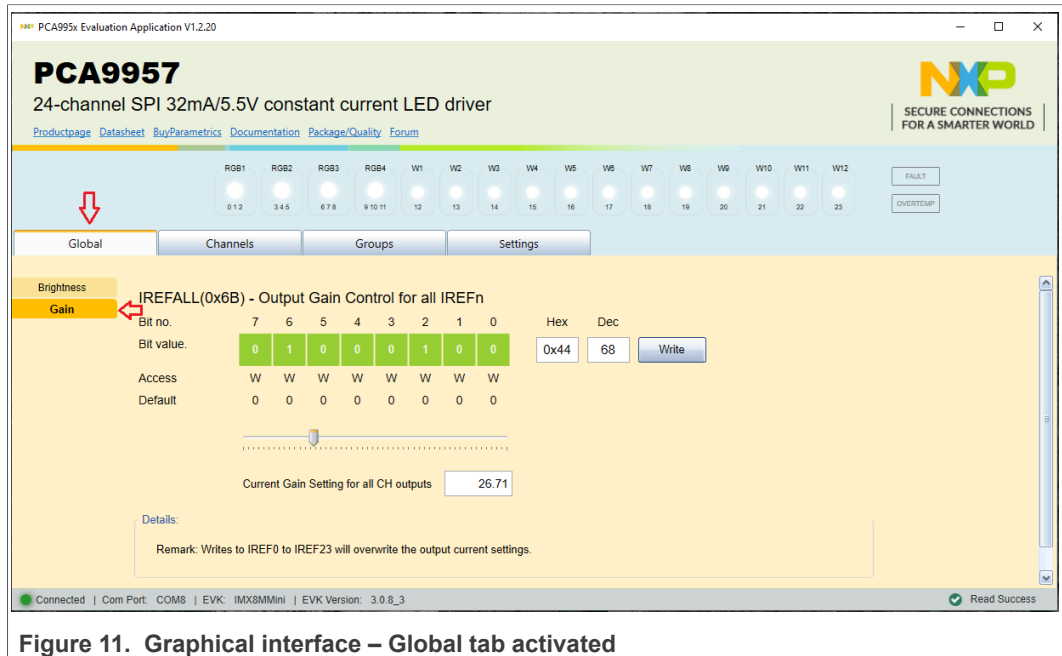 NXP PCA995x Evaluation Application V1.2.20
PCA9957
24-channel SPI 32mA/5.5V constant current LED driver
Productpage Datasheet BuyParametrics Documentation Package/Quality Forum
NXP
SECURE CONNECTIONS
FOR A SMARTER WORLD
RGB1 RGB2 RGB3 RGB4 W1 W2 W3 W4 W5 W6 W7 W8 W9 W10 W11 W12
0 1 2 3 4 5 6 7 8 9 10 11 12 13 14 15 16 17 18 19 20 21 22 23
FAULT
OVERTEMP
Global Channels Groups Settings
Brightness
Gain
IREFALL(0x6B) - Output Gain Control for all IREFn
Bit no. 7 6 5 4 3 2 1 0 Hex Dec
Bit value. 0 1 0 0 0 1 0 0 0x44 68 Write
Access W W W W W W W W
Default 0 0 0 0 0 0 0 0
Current Gain Setting for all CH outputs 26.71
Details:
Remark: Writes to IREF0 to IREF23 will overwrite the output current settings.
Connected | Com Port: COM8 | EVK: IMX8MMini | EVK Version: 3.0.8_3 Read Success
Figure 11. Graphical interface – Global tab activated